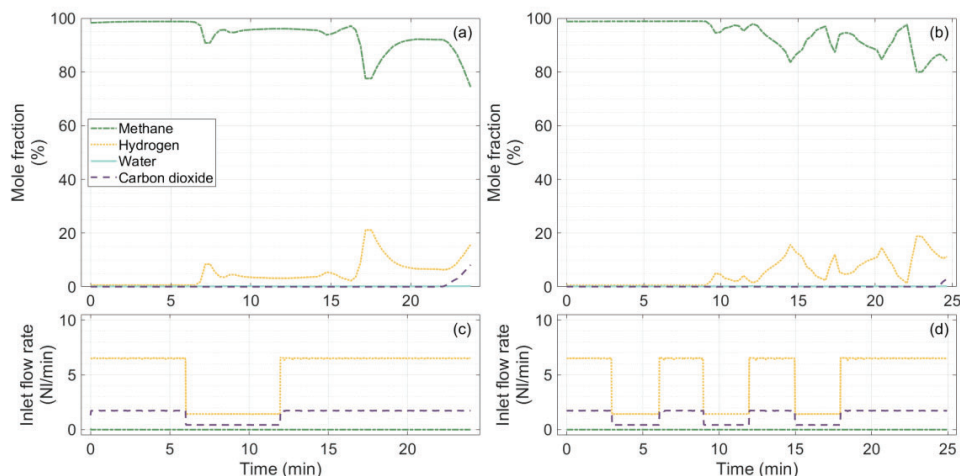 100
80
60
40
20
0
Mole fraction
(%)
(a)
Methane
Hydrogen
Water
Carbon dioxide
0
5
10
15
20
100
80
60
40
20
0
Mole fraction
(%)
(b)
0
5
10
15
20
25
10
5
0
Inlet flow rate
(Nl/min)
(c)
0
5
10
15
20
Time (min)
10
5
0
Inlet flow rate
(Nl/min)
(d)
0
5
10
15
20
25
Time (min)